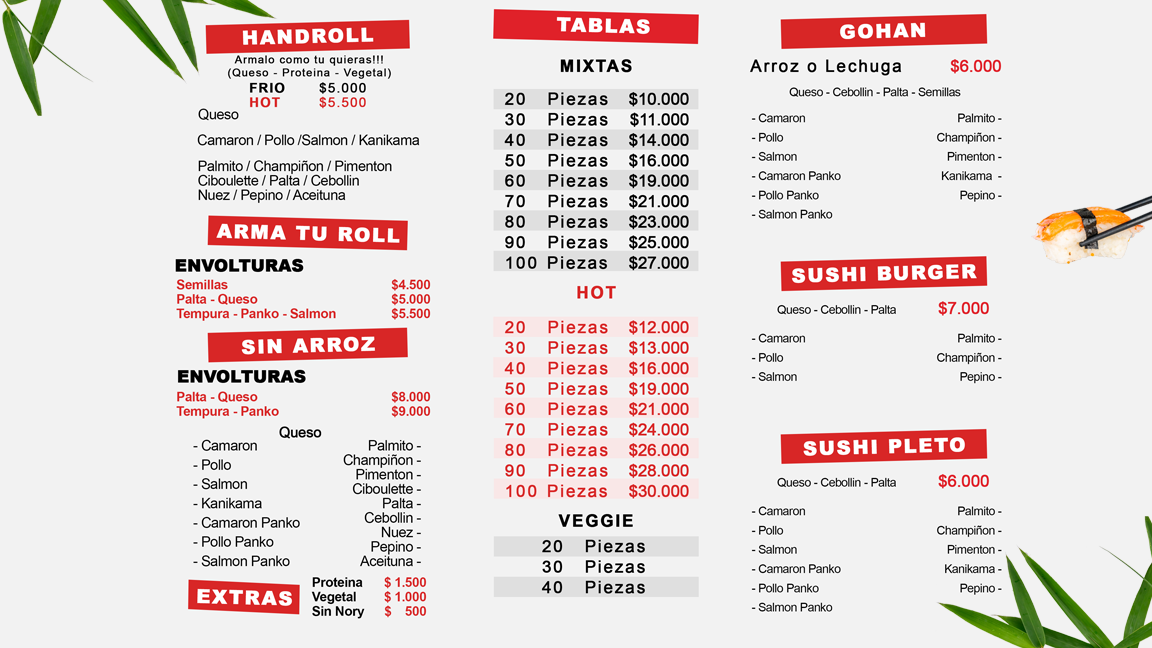 HANDROLL
Armalo como tu quieras!!!
(Queso - Proteina - Vegetal)
FRIO $5.000
HOT $5.500
Queso
Camaron / Pollo /Salmon / Kanikama
Palmito / Champiñon / Pimenton
Ciboulette / Palta / Cebollin
Nuez / Pepino / Aceituna
ARMA TU ROLL
ENVOLTURAS
Semillas $4.500
Palta - Queso $5.000
Tempura - Panko - Salmon $5.500
SIN ARROZ
ENVOLTURAS
Palta - Queso $8.000
Tempura - Panko $9.000
Queso
- Camaron
- Pollo
- Salmon
- Kanikama
- Camaron Panko
- Pollo Panko
- Salmon Panko
Palmito -
Champiñon -
Pimenton -
Ciboulette -
Palta -
Cebollin -
Nuez -
Pepino -
Aceituna -
EXTRAS
Proteina $ 1.500
Vegetal $ 1.000
Sin Nory $ 500
TABLAS
MIXTAS
20 Piezas $10.000
30 Piezas $11.000
40 Piezas $14.000
50 Piezas $16.000
60 Piezas $19.000
70 Piezas $21.000
80 Piezas $23.000
90 Piezas $25.000
100 Piezas $27.000
HOT
20 Piezas $12.000
30 Piezas $13.000
40 Piezas $16.000
50 Piezas $19.000
60 Piezas $21.000
70 Piezas $24.000
80 Piezas $26.000
90 Piezas $28.000
100 Piezas $30.000
VEGGIE
20 Piezas
30 Piezas
40 Piezas
GOHAN
Arroz o Lechuga $6.000
Queso - Cebollin - Palta - Semillas
- Camaron Palmito -
- Pollo Champiñon -
- Salmon Pimenton -
- Camaron Panko Kanikama -
- Pollo Panko Pepino -
- Salmon Panko
SUSHI BURGER
Queso - Cebollin - Palta $7.000
- Camaron Palmito -
- Pollo Champiñon -
- Salmon Pepino -
SUSHI PLETO
Queso - Cebollin - Palta $6.000
- Camaron Palmito -
- Pollo Champiñon -
- Salmon Pimenton -
- Camaron Panko Kanikama -
- Pollo Panko Pepino -
- Salmon Panko